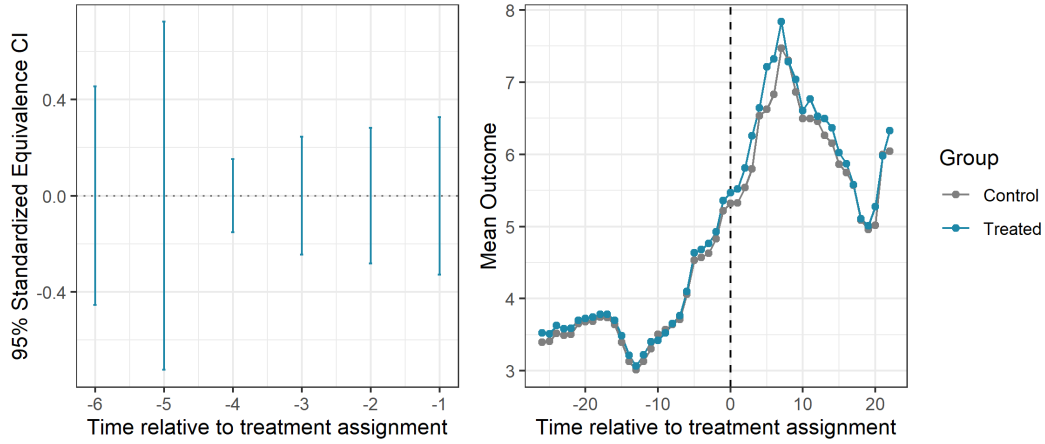 95% Standardized Equivalence CI
0.4
0.0
-0.4
-6 -5 -4 -3 -2 -1
Time relative to treatment assignment
Mean Outcome
8
7
6
5
4
3
-20 -10 0 10 20
Time relative to treatment assignment
Group
Control
Treated